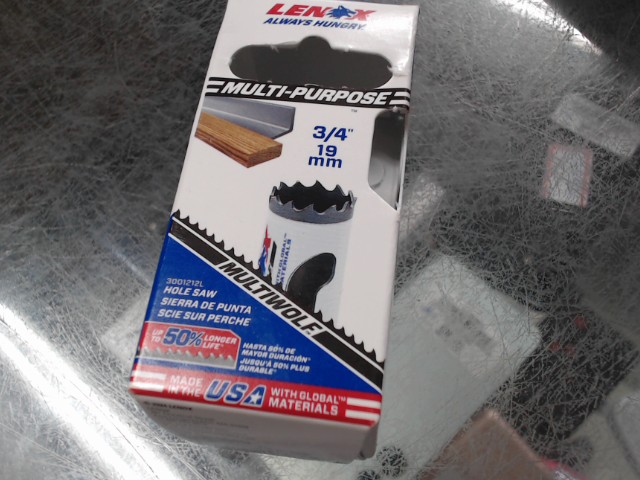 LENOX
ALWAYS HUNGRY
MULTI-PURPOSE™
3/4"
19
mm
MULTIWOLF
3001212L
HOLE SAW
SIERRA DE PUNTA
SCIE SUR PERCHE
UP TO 50% LONGER LIFE
HASTA 50% DE
MAYOR DURACIÓN
JUSQU'À 50% PLUS
DURABLE
MADE IN THE USA WITH GLOBAL™ MATERIALS